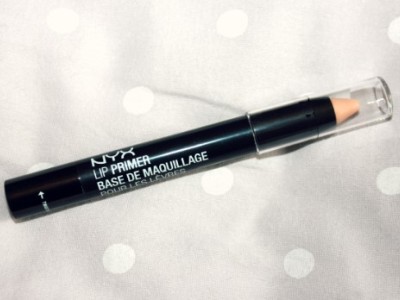 NYX
LIP PRIMER
BASE DE MAQUILLAGE
POUR LES LÈVRES